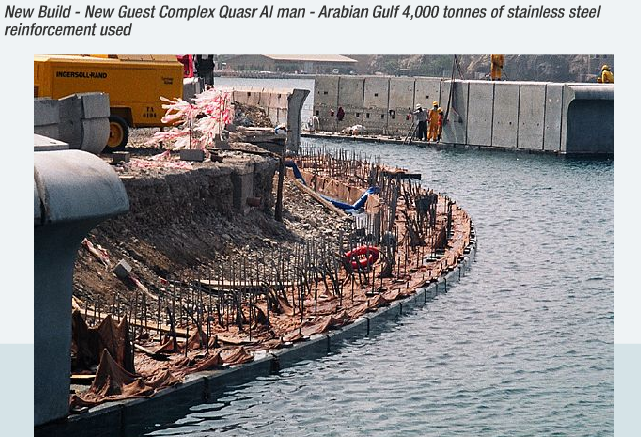 New Build - New Guest Complex Quasr Al man - Arabian Gulf 4,000 tonnes of stainless steel
reinforcement used
INGERSOLL-RAND